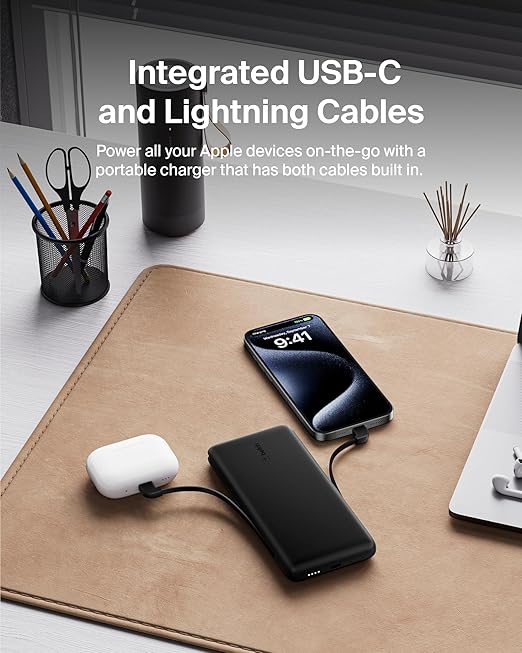 Integrated USB-C
and Lightning Cables
Power all your Apple devices on-the-go with a
portable charger that has both cables built in.
9:41
belkin